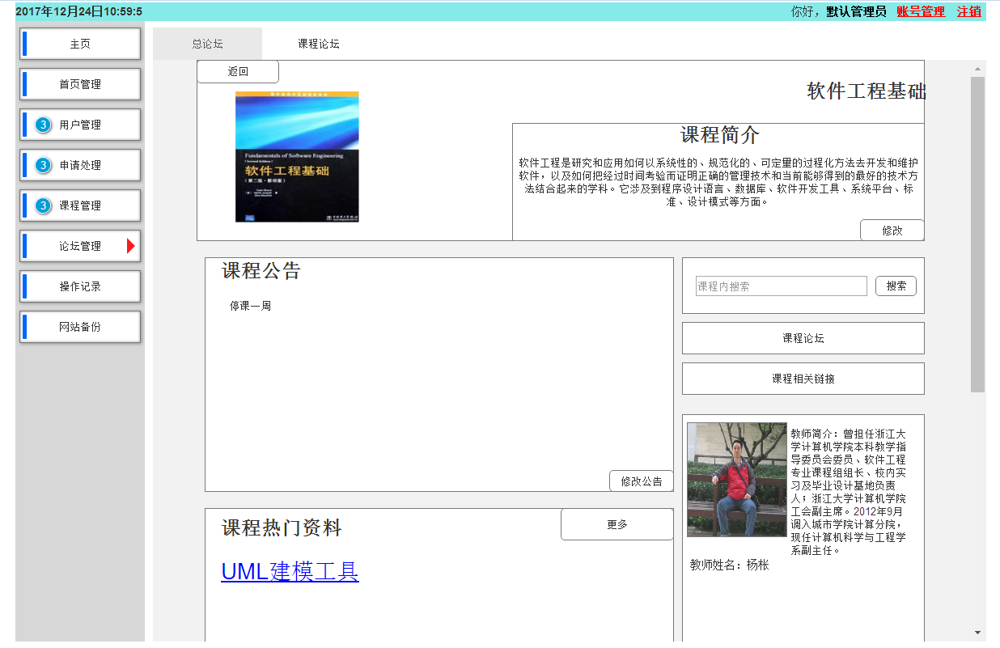 2017年12月24日10:59:5
你好，默认管理员 账号管理 注销
主页
首页管理
3 用户管理
3 申请处理
3 课程管理
论坛管理
操作记录
网站备份
总论坛 课程论坛
返回
Fundamentals of Software Engineering
(Second Edition)
软件工程基础
(第二版·影印版)
软件工程基础
课程简介
软件工程是研究和应用如何以系统性的、规范化的、可定量的过程化方法去开发和维护
软件，以及如何把经过时间考验而证明正确的管理技术和当前能够得到的最好的技术方
法结合起来的学科。它涉及到程序设计语言、数据库、软件开发工具、系统平台、标
准、设计模式等方面。
修改
课程公告
停课一周
修改公告
课程内搜索 搜索
课程论坛
课程相关链接
课程热门资料
更多
UML建模工具
教师简介：曾担任浙江大
学计算机学院本科教学指
导委员会委员、软件工程
专业课程组组长、校内实
习及毕业设计基地负责
人；浙江大学计算机学院
工会副主席。2012年9月
调入城市学院计算分院，
现任计算机科学与工程学
系副主任。
教师姓名：杨枨